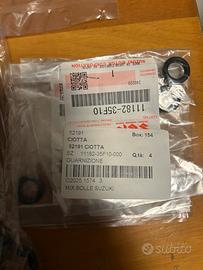 11182-35F10
52191
CIOTTA
52191 CIOTTA
Box: 154
SZ
11182-35F10-000
GUARNIZIONE
Q.tà: 4
MIX BOLLE SUZUKI
subito